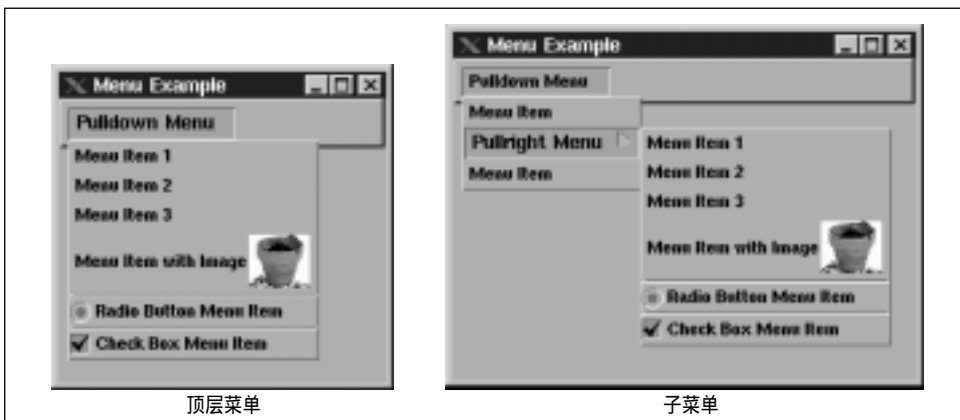 Menu Example
Pulldown Menu
Menu Item 1
Menu Item 2
Menu Item 3
Menu Item with Image
Radio Button Menu Item
Check Box Menu Item
顶层菜单
Menu Example
Pulldown Menu
Menu Item
Pullright Menu
Menu Item
Menu Item 1
Menu Item 2
Menu Item 3
Menu Item with Image
Radio Button Menu Item
Check Box Menu Item
子菜单